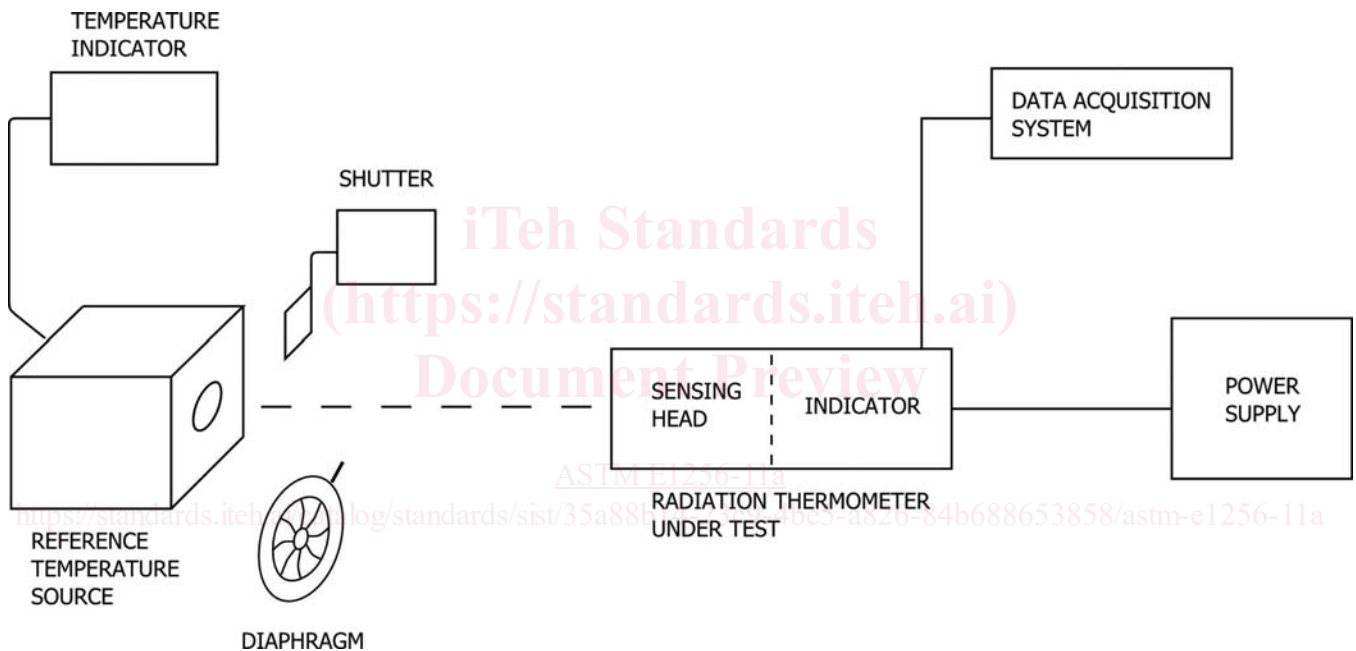 TEMPERATURE
INDICATOR
DATA ACQUISITION
SYSTEM
SHUTTER
iTeh Standards
(https://standards.iteh.ai)
Document Preview
SENSING
HEAD
INDICATOR
POWER
SUPPLY
ASTM E1256-11a
RADIATION THERMOMETER
UNDER TEST
REFERENCE
TEMPERATURE
SOURCE
DIAPHRAGM